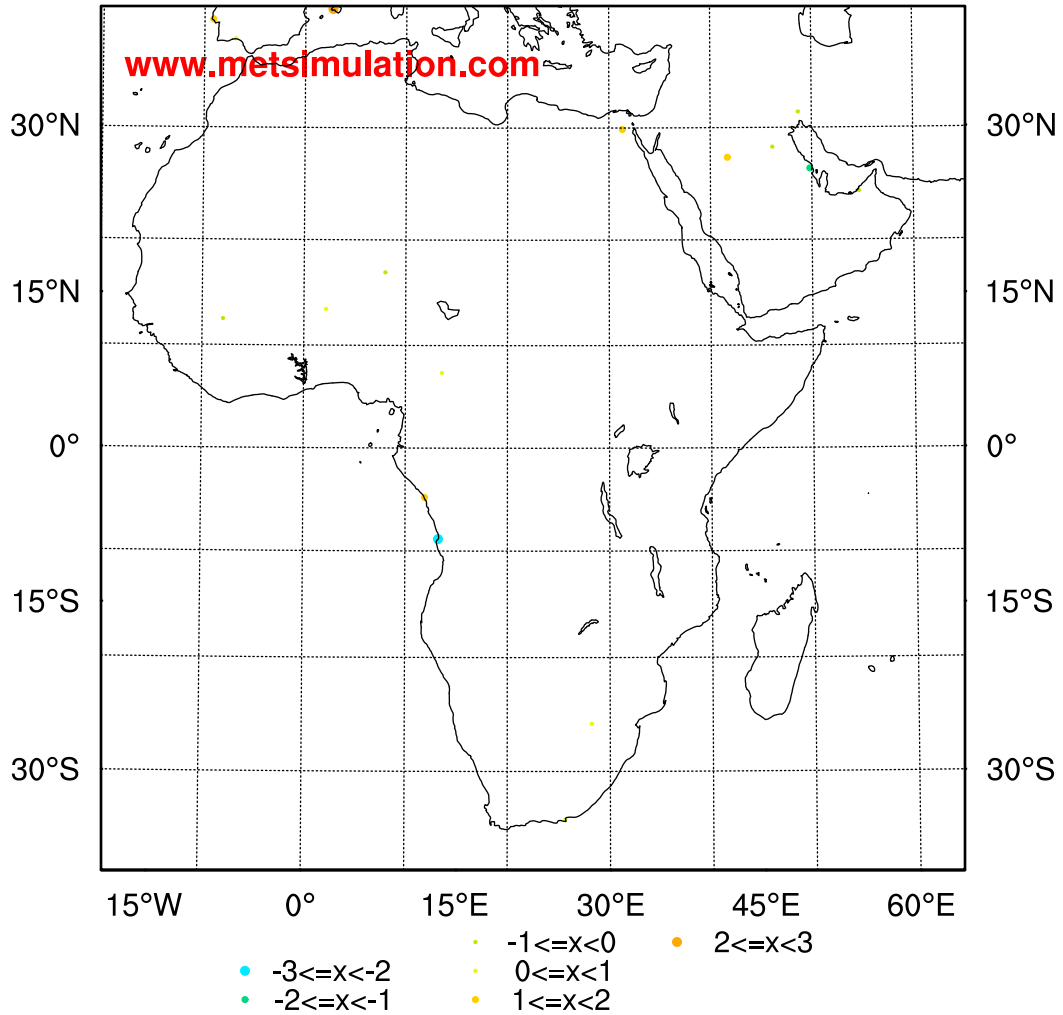 www.metsimulation.com
30°N 30°N
15°N 15°N
0° 0°
15°S 15°S
30°S 30°S
15°W 0° 15°E 30°E 45°E 60°E
-1<=x<0 2<=x<3
-3<=x<-2 0<=x<1
-2<=x<-1 1<=x<2